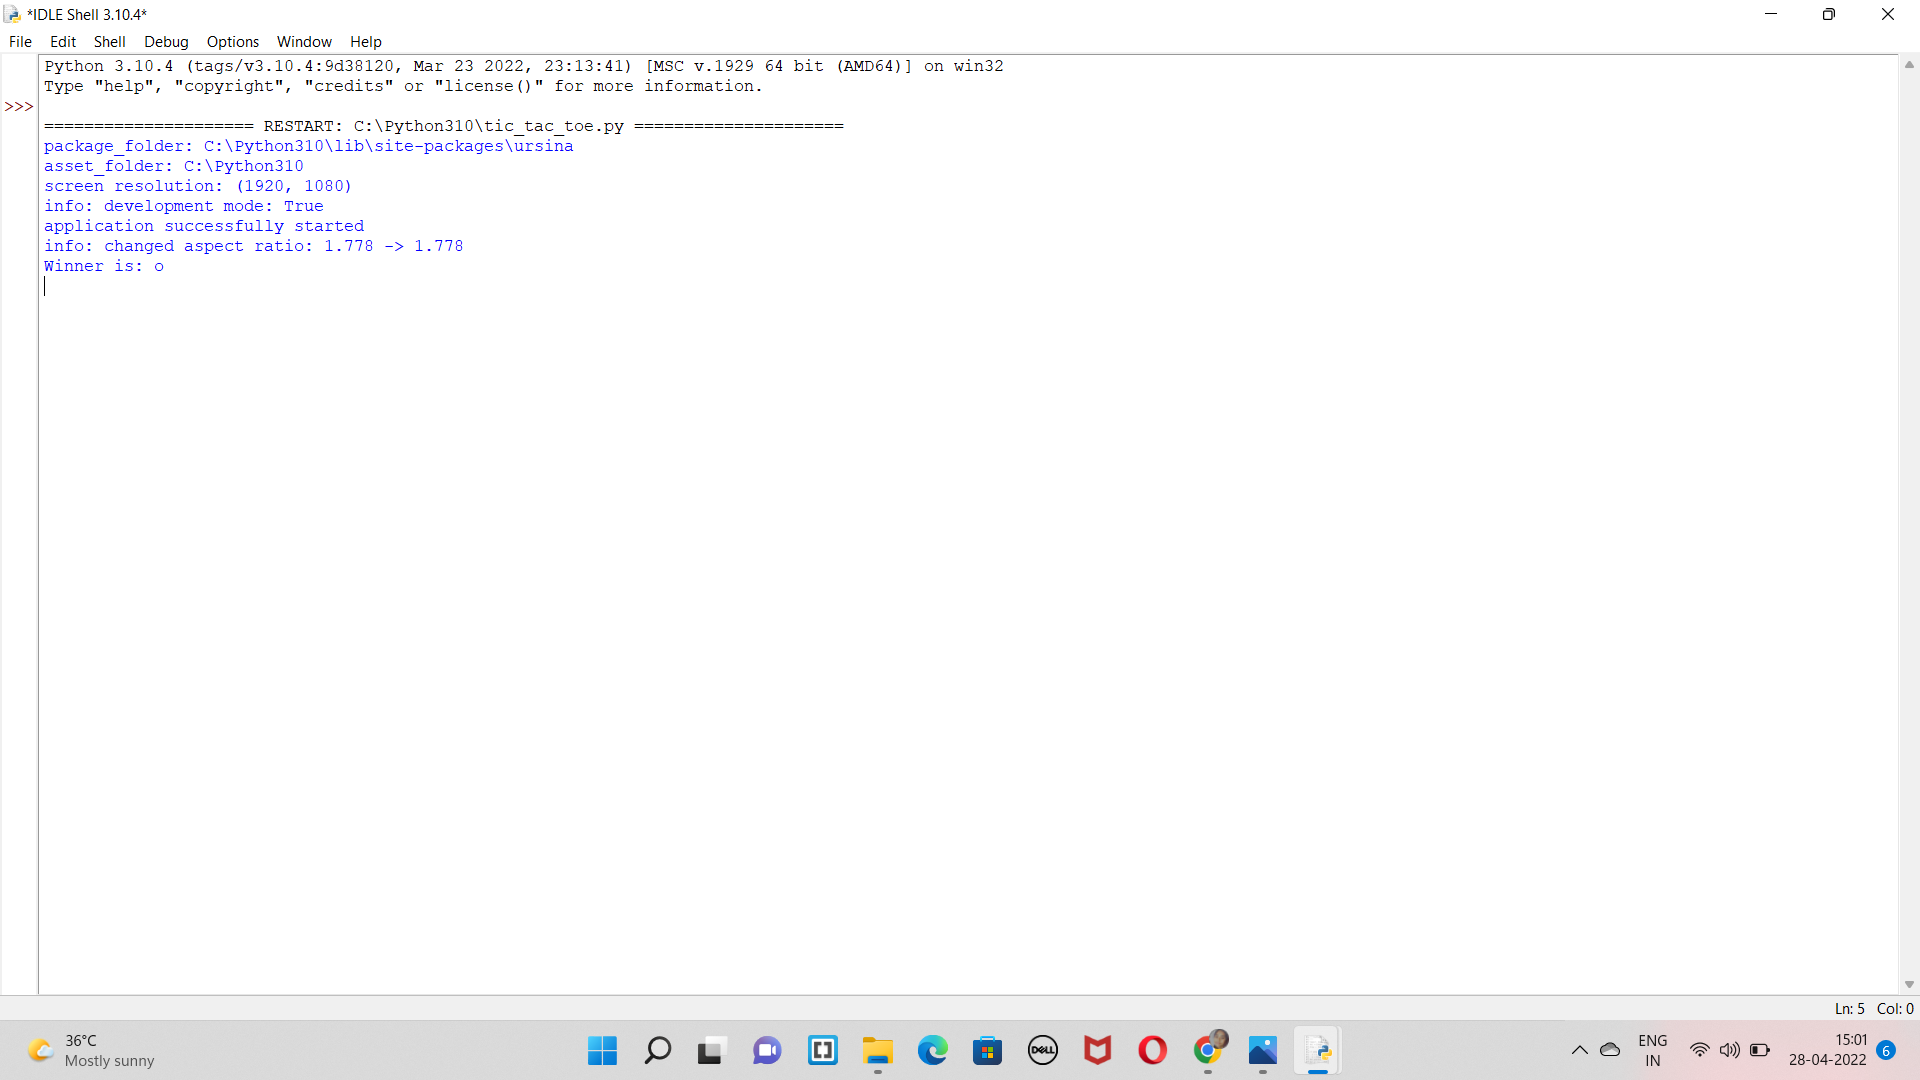 *IDLE Shell 3.10.4*
File Edit Shell Debug Options Window Help
Python 3.10.4 (tags/v3.10.4:9d38120, Mar 23 2022, 23:13:41) [MSC v.1929 64 bit (AMD64)] on win32
Type "help", "copyright", "credits" or "license()" for more information.
>>>
===================== RESTART: C:\Python310\tic_tac_toe.py =====================
package_folder: C:\Python310\lib\site-packages\ursina
asset_folder: C:\Python310
screen resolution: (1920, 1080)
info: development mode: True
application successfully started
info: changed aspect ratio: 1.778 -> 1.778
Winner is: o
Ln: 5 Col: 0
36°C
Mostly sunny
DELL
ENG
IN
15:01
28-04-2022
6